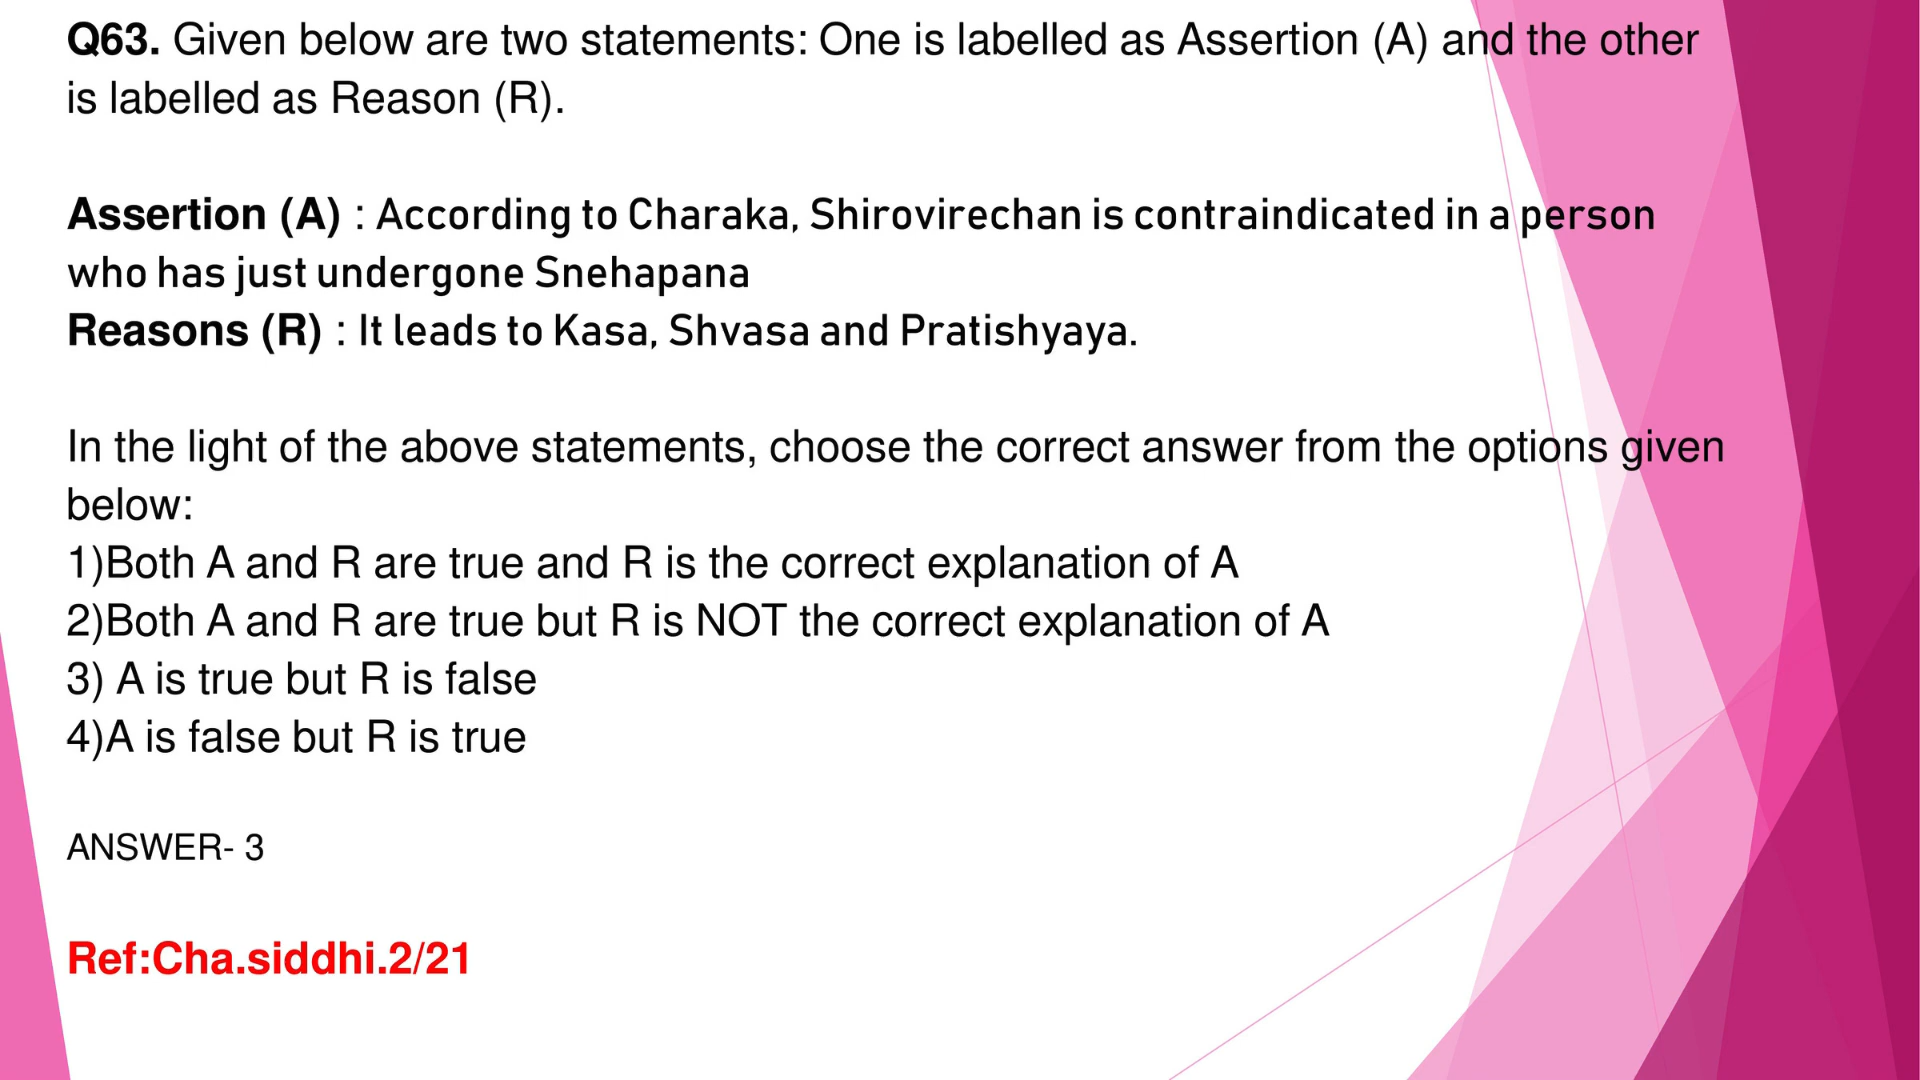 Q63. Given below are two statements: One is labelled as Assertion (A) and the other
is labelled as Reason (R).
Assertion (A) : According to Charaka, Shirovirechan is contraindicated in a person
who has just undergone Snehapana
Reasons (R) : It leads to Kasa, Shvasa and Pratishyaya.
In the light of the above statements, choose the correct answer from the options given
below:
1)Both A and R are true and R is the correct explanation of A
2)Both A and R are true but R is NOT the correct explanation of A
3) A is true but R is false
4)A is false but R is true
ANSWER- 3
Ref:Cha.siddhi.2/21